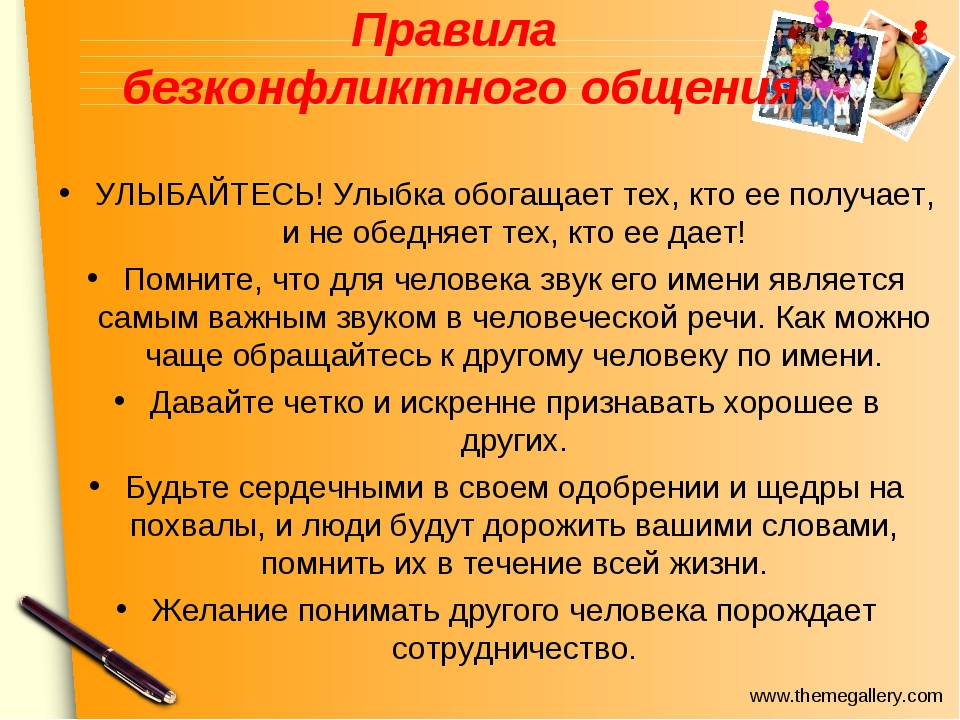 Правила
безконфликтного общения
• УЛЫБАЙТЕСЬ! Улыбка обогащает тех, кто ее получает,
и не обедняет тех, кто ее дает!
• Помните, что для человека звук его имени является
самым важным звуком в человеческой речи. Как можно
чаще обращайтесь к другому человеку по имени.
• Давайте четко и искренне признавать хорошее в
других.
• Будьте сердечными в своем одобрении и щедры на
похвалы, и люди будут дорожить вашими словами,
помнить их в течение всей жизни.
• Желание понимать другого человека порождает
сотрудничество.
www.themegallery.com